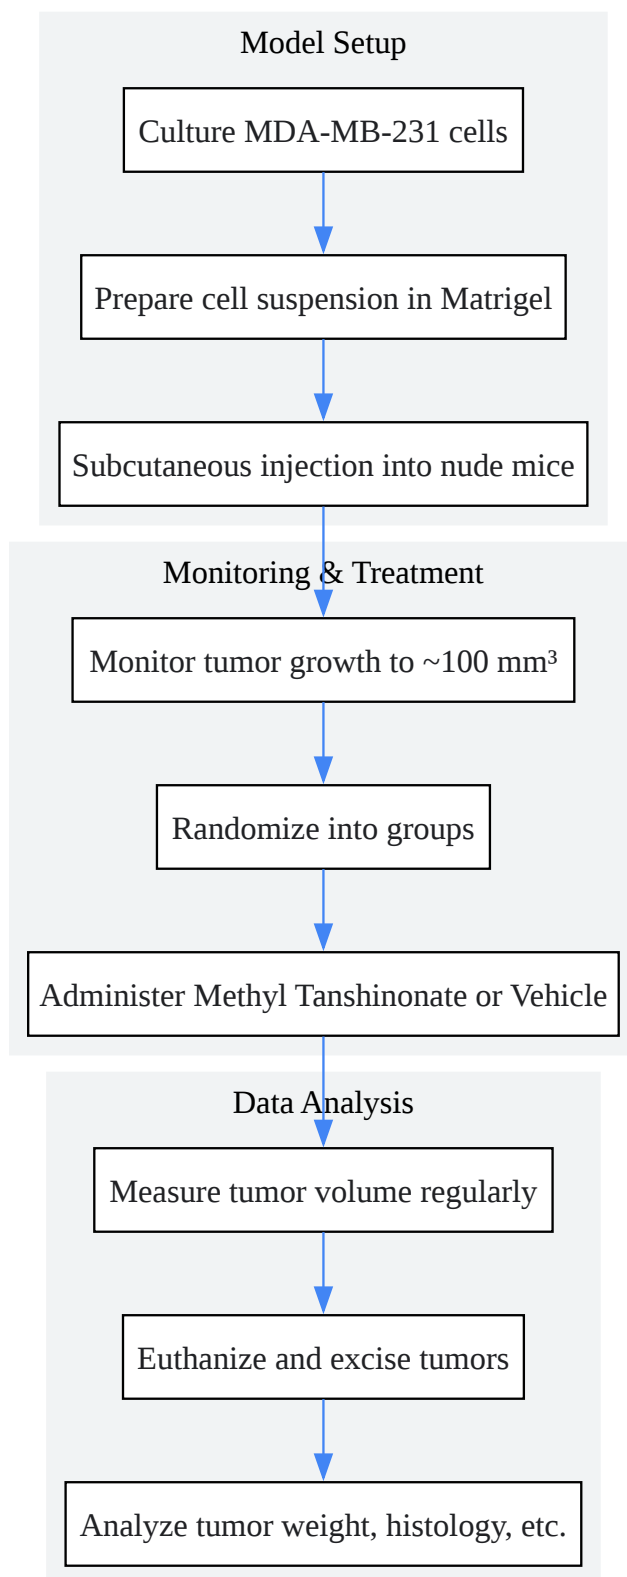 Model Setup
Culture MDA-MB-231 cells
Prepare cell suspension in Matrigel
Subcutaneous injection into nude mice
Monitoring & Treatment
Monitor tumor growth to ~100 mm³
Randomize into groups
Administer Methyl Tanshinonate or Vehicle
Data Analysis
Measure tumor volume regularly
Euthanize and excise tumors
Analyze tumor weight, histology, etc.